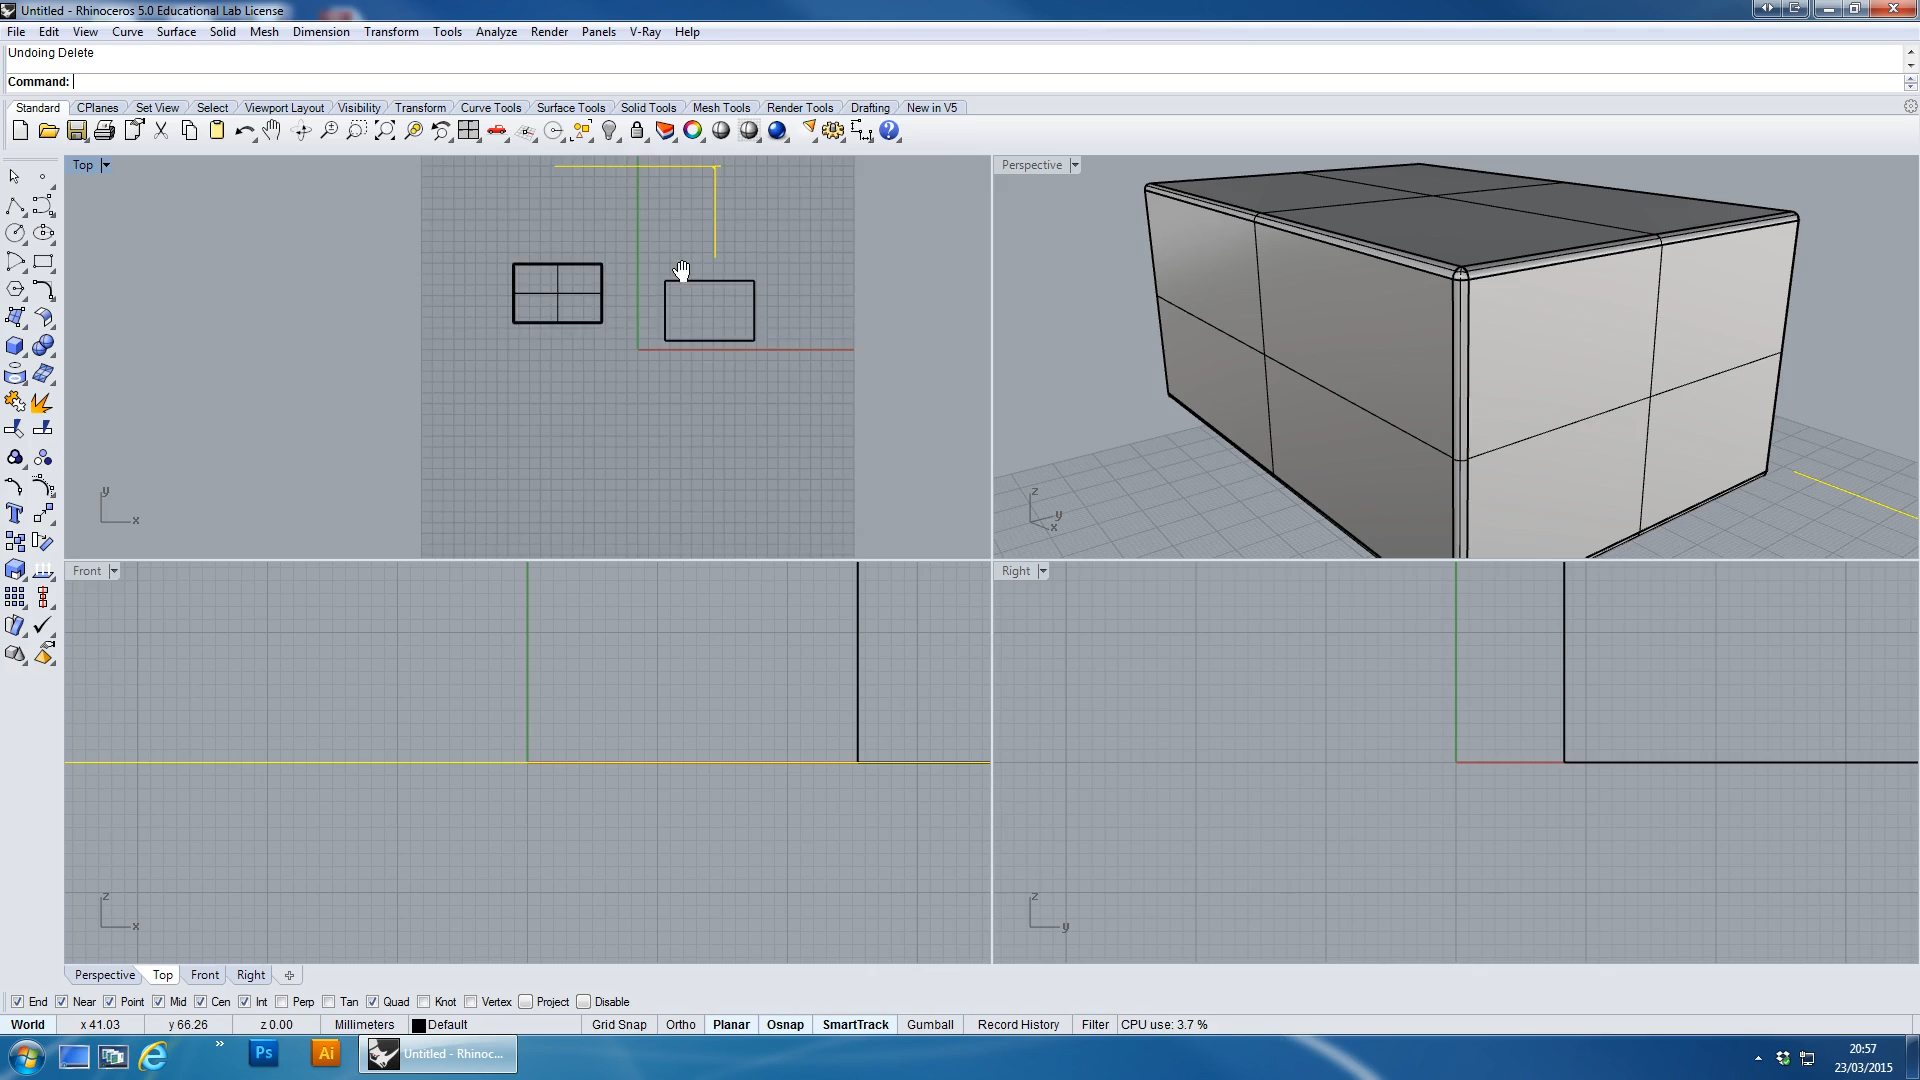 Untitled - Rhinoceros 5.0 Educational Lab License
File Edit View Curve Surface Solid Mesh Dimension Transform Tools Analyze Render Panels V-Ray Help
Undoing Delete
Command:
Standard CPlanes Set View Select Viewport Layout Visibility Transform Curve Tools Surface Tools Solid Tools Mesh Tools Render Tools Drafting New in V5
Top
Perspective
y
x
z
y
x
Front
Right
z
x
z
y
Perspective Top Front Right
End Near Point Mid Cen Int Perp Tan Quad Knot Vertex Project Disable
World x 41.03 y 66.26 z 0.00 Millimeters Default Grid Snap Ortho Planar Osnap SmartTrack Gumball Record History Filter CPU use: 3.7 %
Ps Ai Untitled - Rhinoc...
20:57
23/03/2015